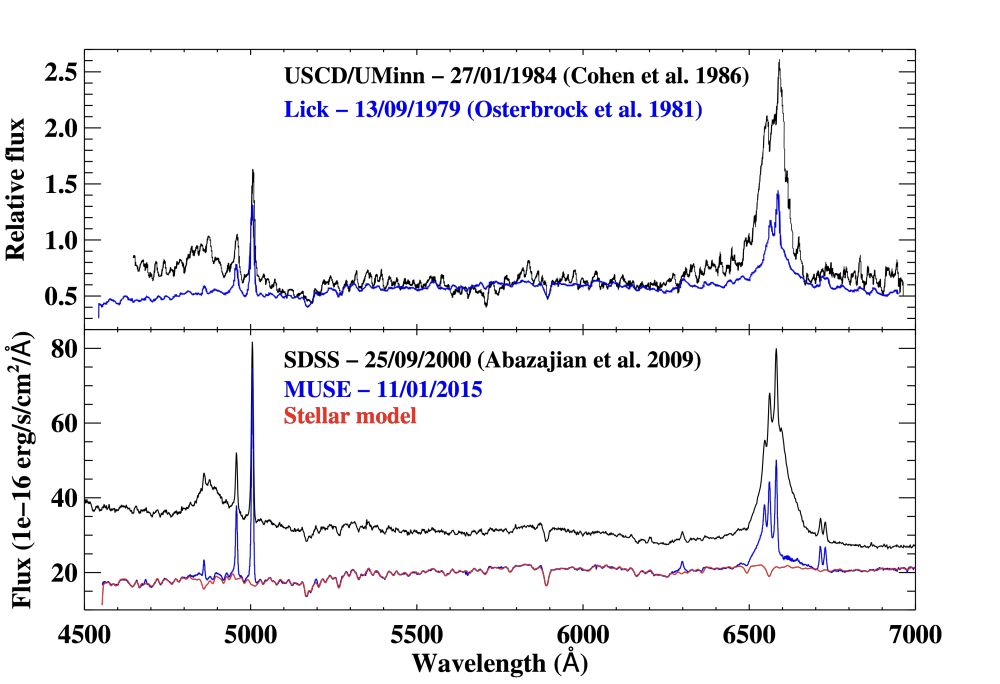 USCD/UMinn – 27/01/1984 (Cohen et al. 1986)
Lick – 13/09/1979 (Osterbrock et al. 1981)
2.5
2.0
1.5
1.0
0.5
Relative flux
SDSS – 25/09/2000 (Abazajian et al. 2009)
MUSE – 11/01/2015
Stellar model
80
60
40
20
Flux (1e−16 erg/s/cm²/Å)
4500 5000 5500 6000 6500 7000
Wavelength (Å)